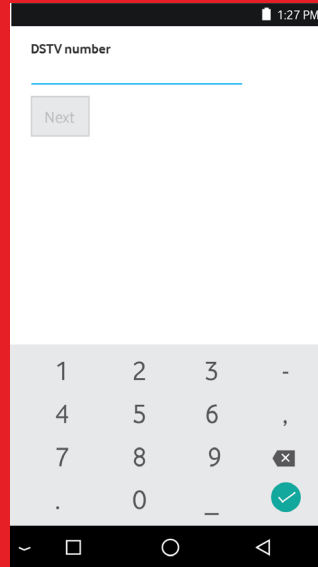 1:27 PM
DSTV number
Next
1 2 3 -
4 5 6 ,
7 8 9
. 0 _